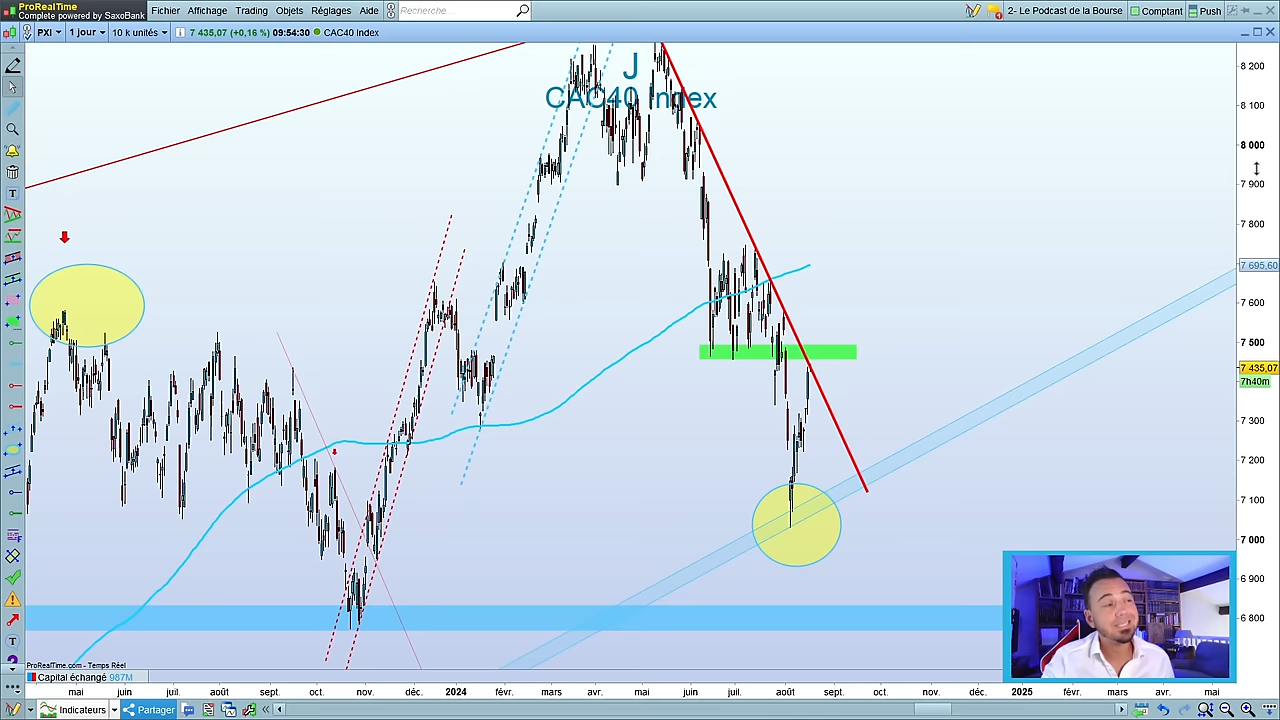 ProRealTime
Complete powered by SaxoBank
Fichier Affichage Trading Objets Réglages Aide Recherche 2- Le Podcast de la Bourse Comptant Push
PXI 1 jour 10 k unités i 7 435,07 (+0,16 %) 09:54:30 CAC40 Index
J
CAC40 Index
8 200
8 100
8 000
7 900
7 800
7 695,60
7 600
7 500
7 435,07
7h40m
7 300
7 200
7 100
7 000
6 900
6 800
ProRealTime.com - Temps Réel
Capital échangé 987M
mai juin juil. août sept. oct. nov. déc. 2024 févr. mars avr. mai juin juil. août sept. oct. nov. déc. 2025 févr. mars avr. mai
Indicateurs Partager